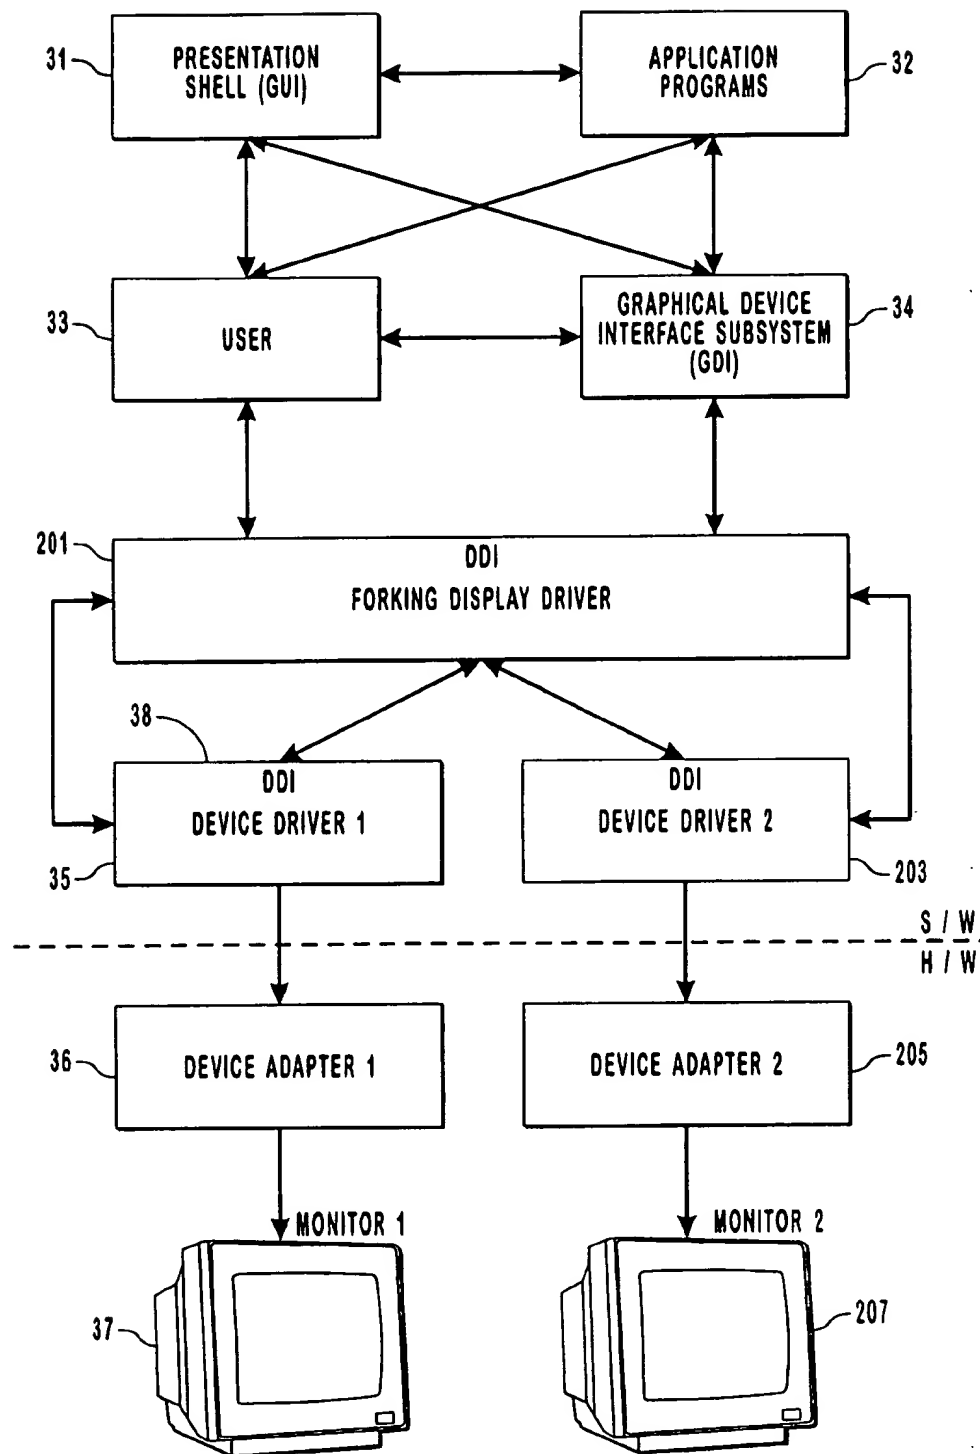 31
PRESENTATION
SHELL (GUI)
APPLICATION
PROGRAMS
32
33
USER
GRAPHICAL DEVICE
INTERFACE SUBSYSTEM
(GDI)
34
201
DDI
FORKING DISPLAY DRIVER
38
DDI
DEVICE DRIVER 1
35
DDI
DEVICE DRIVER 2
203
S / W
H / W
36
DEVICE ADAPTER 1
DEVICE ADAPTER 2
205
MONITOR 1
MONITOR 2
37
207